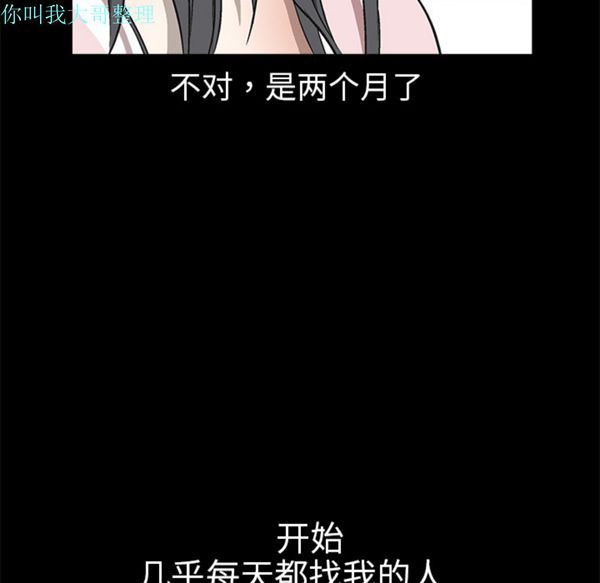 你叫我大哥整理
不对，是两个月了
开始
几乎每天都找我的人